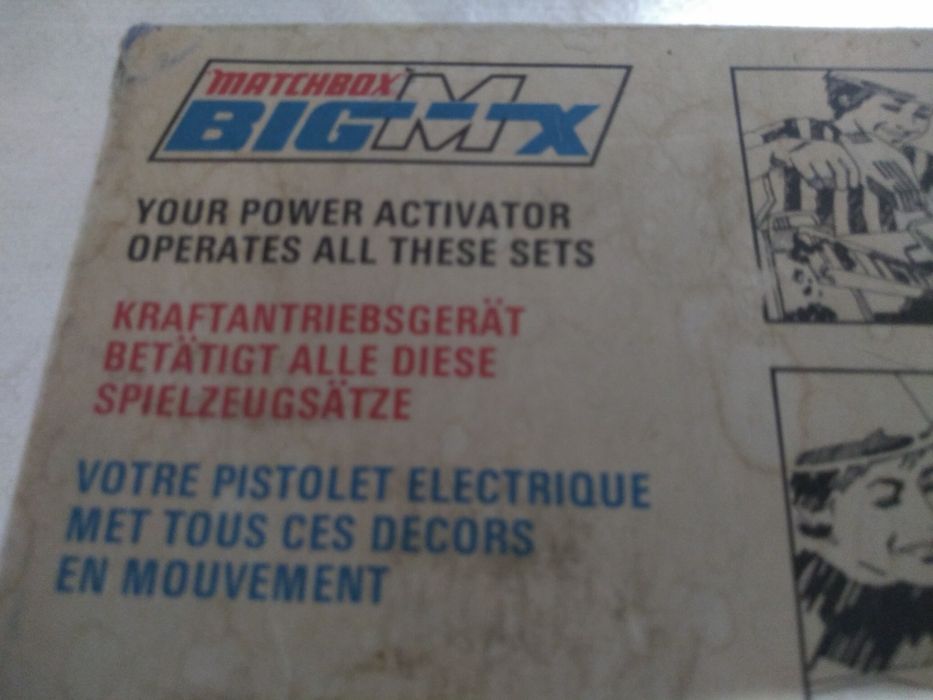 MATCHBOX
BIG M-X
YOUR POWER ACTIVATOR
OPERATES ALL THESE SETS
KRAFTANTRIEBSGERÄT
BETÄTIGT ALLE DIESE
SPIELZEUGSÄTZE
VOTRE PISTOLET ELECTRIQUE
MET TOUS CES DECORS
EN MOUVEMENT